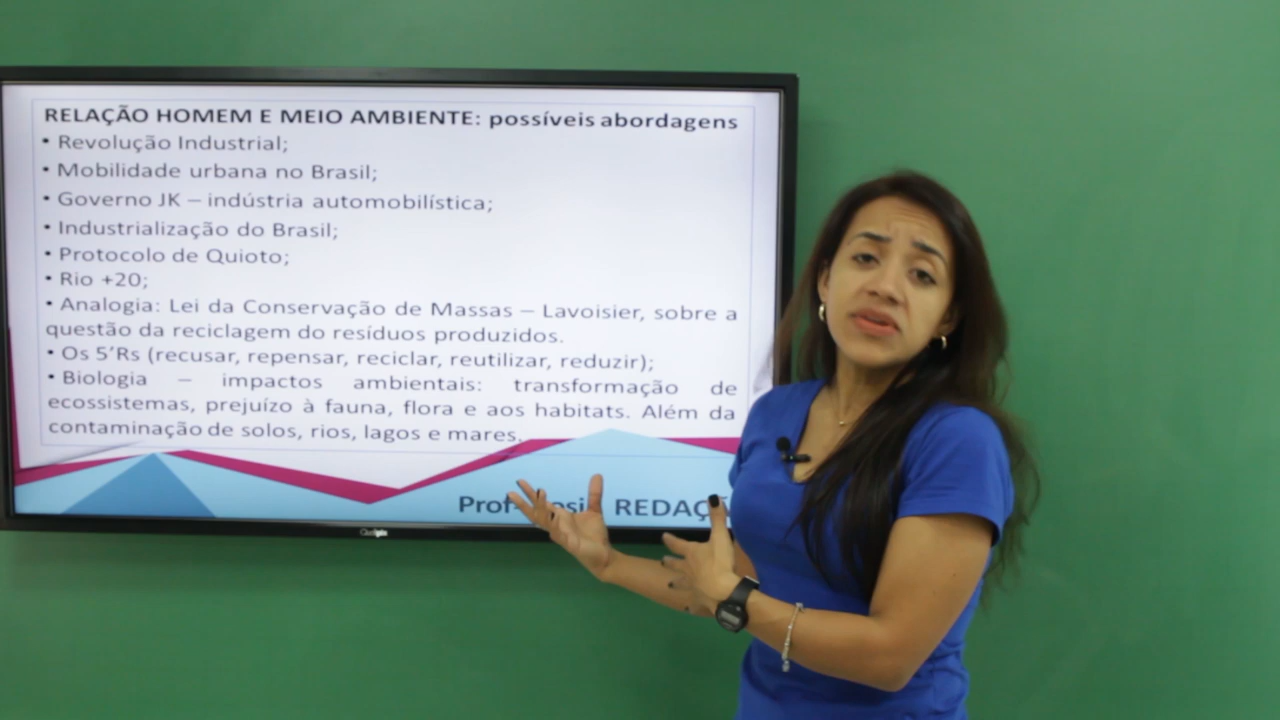 RELAÇÃO HOMEM E MEIO AMBIENTE: possíveis abordagens
• Revolução Industrial;
• Mobilidade urbana no Brasil;
• Governo JK – indústria automobilística;
• Industrialização do Brasil;
• Protocolo de Quioto;
• Rio +20;
• Analogia: Lei da Conservação de Massas – Lavoisier, sobre a
questão da reciclagem do resíduos produzidos.
• Os 5’Rs (recusar, repensar, reciclar, reutilizar, reduzir);
• Biologia – impactos ambientais: transformação de
ecossistemas, prejuízo à fauna, flora e aos habitats. Além da
contaminação de solos, rios, lagos e mares.